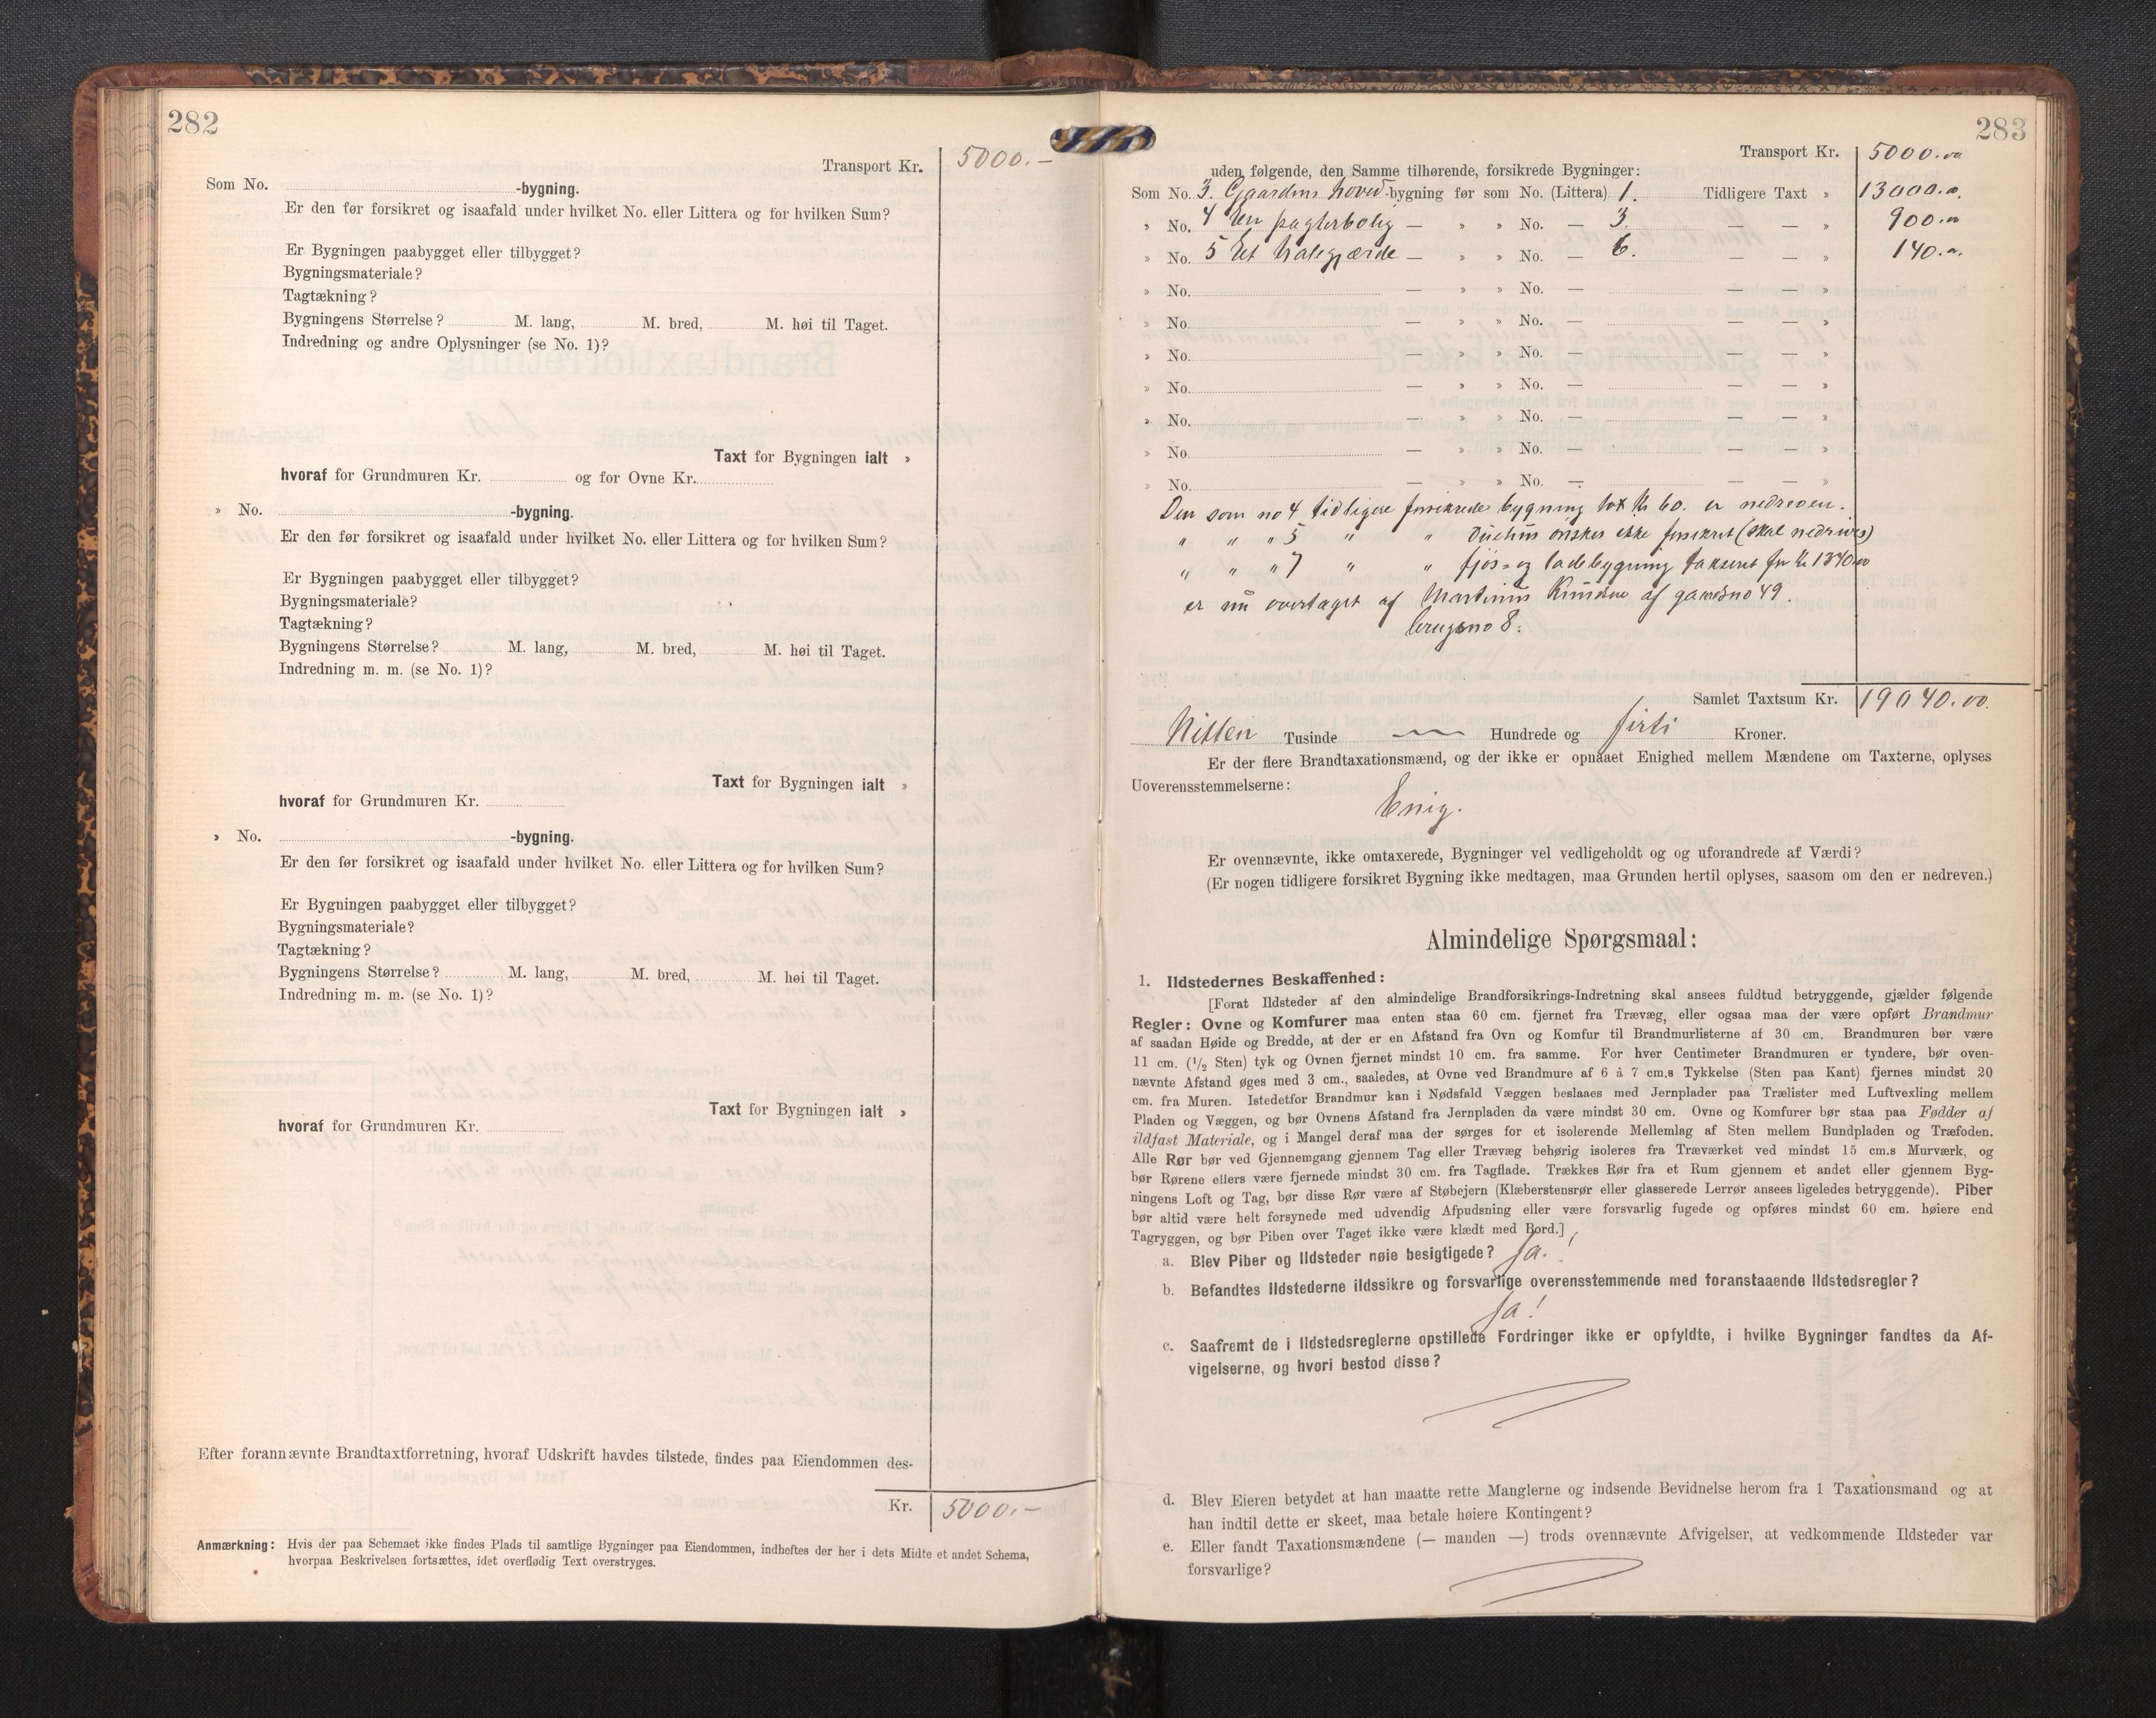 282
Transport Kr. 5000.-
Som No. -bygning.
Er den før forsikret og isaafald under hvilket No. eller Littera og for hvilken Sum?
Er Bygningen paabygget eller tilbygget?
Bygningsmateriale?
Tagtækning?
Bygningens Størrelse? M. lang, M. bred, M. høi til Taget.
Indredning og andre Oplysninger (se No. 1)?
Taxt for Bygningen ialt »
hvoraf for Grundmuren Kr. og for Ovne Kr.
» No. -bygning.
Er den før forsikret og isaafald under hvilket No. eller Littera og for hvilken Sum?
Er Bygningen paabygget eller tilbygget?
Bygningsmateriale?
Tagtækning?
Bygningens Størrelse? M. lang, M. bred, M. høi til Taget.
Indredning m. m. (se No. 1)?
Taxt for Bygningen ialt »
hvoraf for Grundmuren Kr.
» No. -bygning.
Er den før forsikret og isaafald under hvilket No. eller Littera og for hvilken Sum?
Er Bygningen paabygget eller tilbygget?
Bygningsmateriale?
Tagtækning?
Bygningens Størrelse? M. lang, M. bred, M. høi til Taget.
Indredning m. m. (se No. 1)?
Taxt for Bygningen ialt »
hvoraf for Grundmuren Kr.
Efter forannævnte Brandtaxtforretning, hvoraf Udskrift havdes tilstede, findes paa Eiendommen des-
Kr. 5000.-
Anmærkning: Hvis der paa Schemaet ikke findes Plads til samtlige Bygninger paa Eiendommen, indheftes der her i dets Midte et andet Schema,
hvorpaa Beskrivelsen fortsættes, idet overflødig Text overstryges.
283
Transport Kr. 5000.00
uden følgende, den Samme tilhørende, forsikrede Bygninger:
Som No. 3. Gaardens hoved-bygning før som No. (Littera) 1. Tidligere Taxt » 13000.00
» No. 4 En pagterbolig — » » No. — 3. — — » 900.00
» No. 5 Et halsgjærde — » » No. — 6. — — » 140.00
» No. — » » No. — — — »
» No. — » » No. — — — »
» No. — » » No. — — — »
» No. — » » No. — — — »
» No. — » » No. — — — »
» No. — » » No. — — — »
» No. — » » No. — — — »
Den som no 4 tidligere forsikrede bygning tax Kr 60. er nedreven.
" " " 5 " " ønskes ikke forsikret (skal nedrives)
" " " 7 " " fjøs= og ladebygning takseret for Kr 1340.00
er nu overtaget af Martinus Knudsen af gaardsno 49.
brugsno 8.
Samlet Taxtsum Kr. 19040.00.
Nitten Tusinde — Hundrede og firti Kroner.
Er der flere Brandtaxationsmænd, og der ikke er opnaaet Enighed mellem Mændene om Taxterne, oplyses
Uoverensstemmelserne:
Enig.
Er ovennævnte, ikke omtaxerede, Bygninger vel vedligeholdt og og uforandrede af Værdi?
(Er nogen tidligere forsikret Bygning ikke medtagen, maa Grunden hertil oplyses, saasom om den er nedreven.)
Almindelige Spørgsmaal:
1. Ildstedernes Beskaffenhed:
[Forat Ildsteder af den almindelige Brandforsikrings-Indretning skal ansees fuldtud betryggende, gjælder følgende
Regler: Ovne og Komfurer maa enten staa 60 cm. fjernet fra Trævæg, eller ogsaa maa der være opført Brandmur
af saadan Høide og Bredde, at der er en Afstand fra Ovn og Komfur til Brandmurlisterne af 30 cm. Brandmuren bør være
11 cm. (1/2 Sten) tyk og Ovnen fjernet mindst 10 cm. fra samme. For hver Centimeter Brandmuren er tyndere, bør oven-
nævnte Afstand øges med 3 cm., saaledes, at Ovne ved Brandmure af 6 à 7 cm.s Tykkelse (Sten paa Kant) fjernes mindst 20
cm. fra Muren. Istedetfor Brandmur kan i Nødsfald Væggen beslaaes med Jernplader paa Trælister med Luftvexling mellem
Pladen og Væggen, og bør Ovnens Afstand fra Jernpladen da være mindst 30 cm. Ovne og Komfurer bør staa paa Fødder af
ildfast Materiale, og i Mangel deraf maa der sørges for et isolerende Mellemlag af Sten mellem Bundpladen og Træfoden.
Alle Rør bør ved Gjennemgang gjennem Tag eller Trævæg behørig isoleres fra Træværket ved mindst 15 cm.s Murværk, og
bør Rørene ellers være fjernede mindst 30 cm. fra Tagflade. Trækkes Rør fra et Rum gjennem et andet eller gjennem Byg-
ningens Loft og Tag, bør disse Rør være af Støbejern (Klæberstensrør eller glasserede Lerrør ansees ligeledes betryggende). Piber
bør altid være helt forsynede med udvendig Afpudsning eller være forsvarlig fugede og opføres mindst 60 cm. høiere end
Tagryggen, og bør Piben over Taget ikke være klædt med Bord.]
a. Blev Piber og Ildsteder nøie besigtigede? Ja!
b. Befandtes Ildstederne ildssikre og forsvarlige overensstemmende med foranstaaende Ildstedsregler?
Ja!
c. Saafremt de i Ildstedsreglerne opstillede Fordringer ikke er opfyldte, i hvilke Bygninger fandtes da Af-
vigelserne, og hvori bestod disse?
d. Blev Eieren betydet at han maatte rette Manglerne og indsende Bevidnelse herom fra 1 Taxationsmand og at
han indtil dette er skeet, maa betale høiere Kontingent?
e. Eller fandt Taxationsmændene (— manden —) trods ovennævnte Afvigelser, at vedkommende Ildsteder var
forsvarlige?